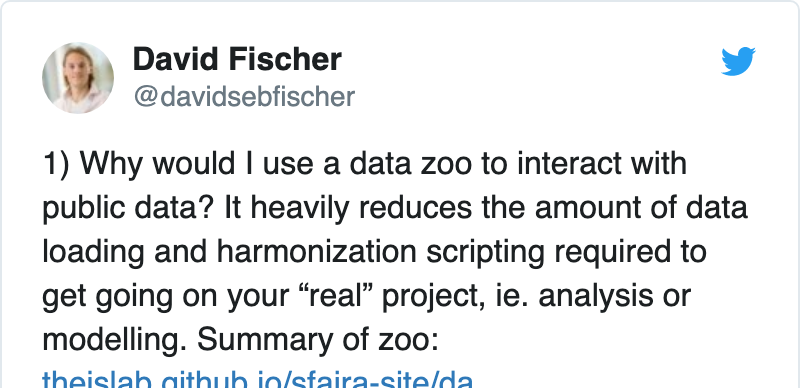 David Fischer
@davidsebfischer
1) Why would I use a data zoo to interact with
public data? It heavily reduces the amount of data
loading and harmonization scripting required to
get going on your “real” project, ie. analysis or
modelling. Summary of zoo:
theislab.github.io/sfaira-site/da